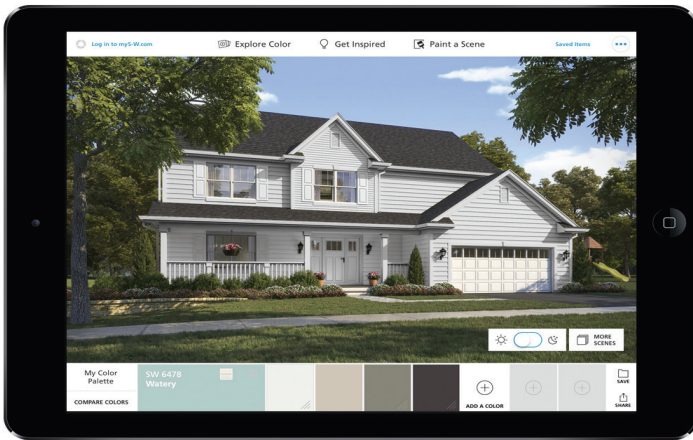 Log in to myS-W.com
Explore Color
Get Inspired
Paint a Scene
Saved Items
MORE
SCENES
My Color
Palette
COMPARE COLORS
SW 6478
Watery
ADD A COLOR
SAVE
SHARE